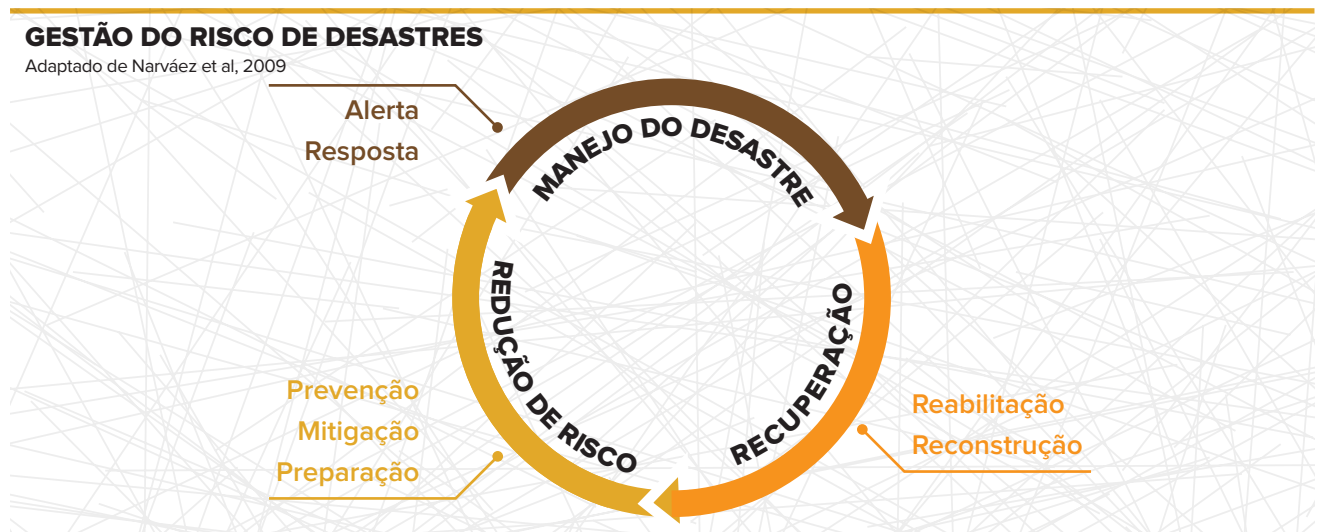 GESTÃO DO RISCO DE DESASTRES
Adaptado de Narváez et al, 2009
Alerta
Resposta
MANEJO DO DESASTRE
REDUÇÃO DE RISCO
RECUPERAÇÃO
Prevenção
Mitigação
Preparação
Reabilitação
Reconstrução